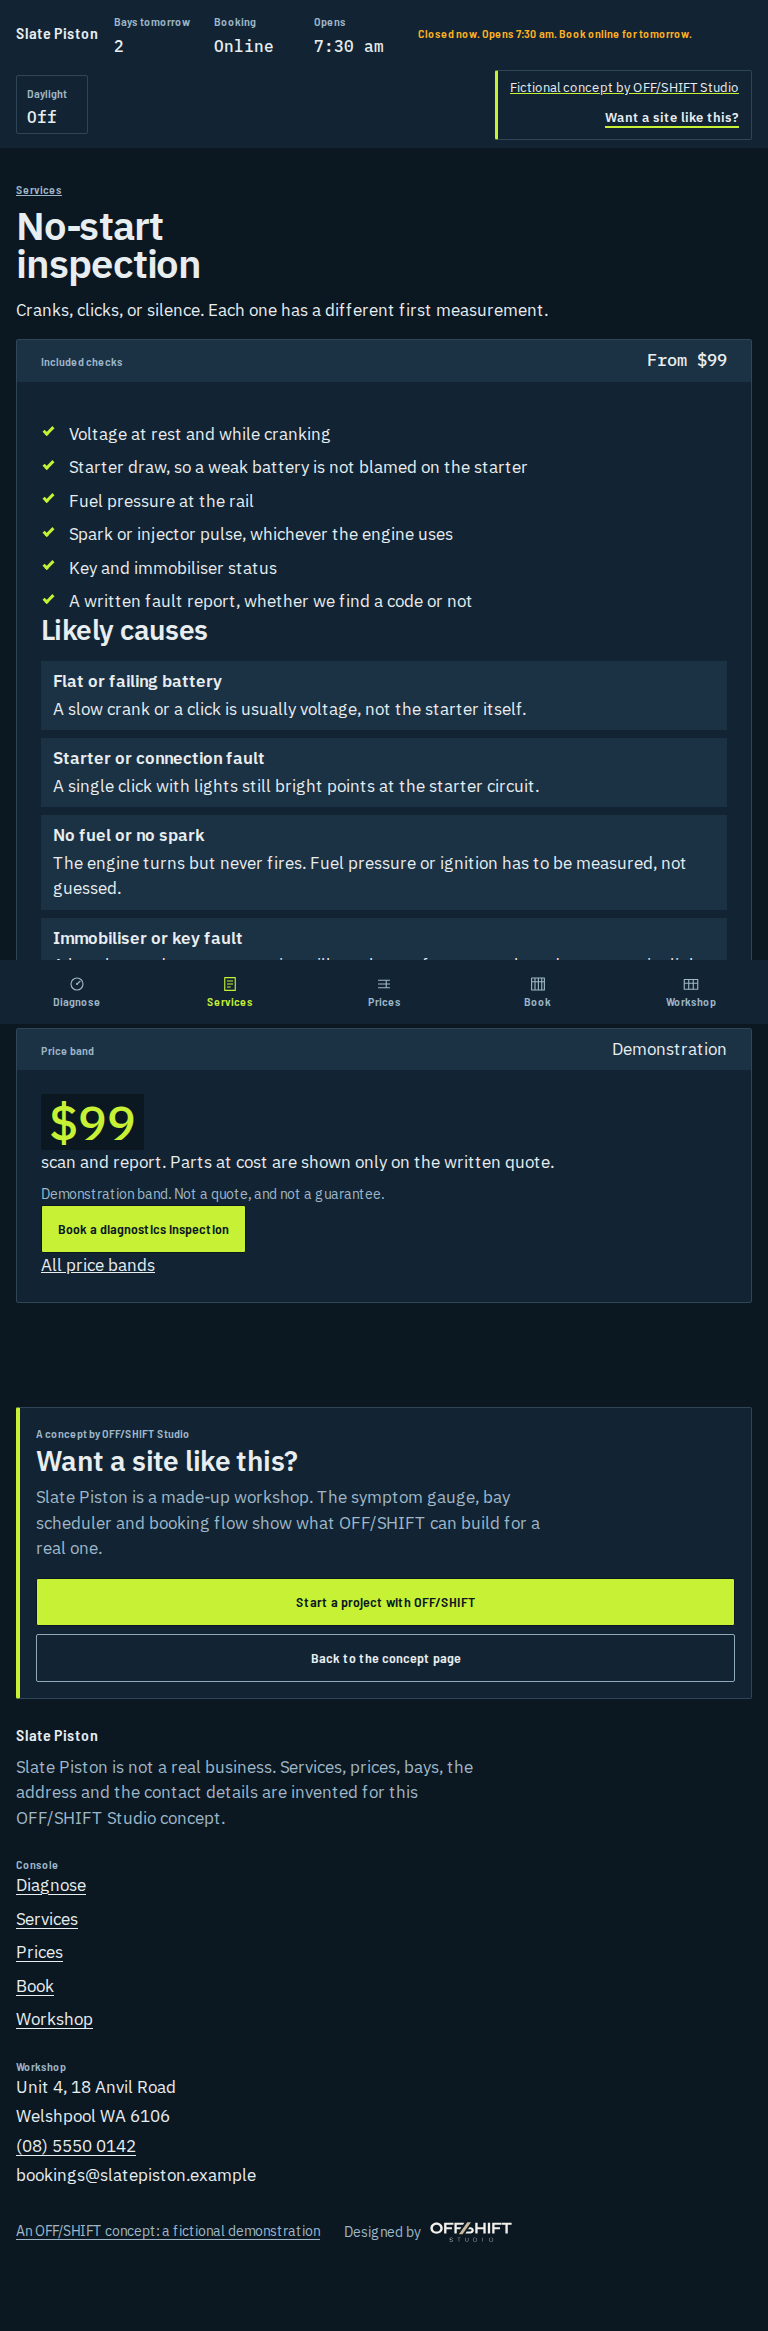 Slate Piston
Bays tomorrow
2
Booking
Online
Opens
7:30 am
Closed now. Opens 7:30 am. Book online for tomorrow.
Daylight
Off
Fictional concept by OFF/SHIFT Studio
Want a site like this?
Services
No-start
inspection
Cranks, clicks, or silence. Each one has a different first measurement.
Included checks
From $99
Voltage at rest and while cranking
Starter draw, so a weak battery is not blamed on the starter
Fuel pressure at the rail
Spark or injector pulse, whichever the engine uses
Key and immobiliser status
A written fault report, whether we find a code or not
Likely causes
Flat or failing battery
A slow crank or a click is usually voltage, not the starter itself.
Starter or connection fault
A single click with lights still bright points at the starter circuit.
No fuel or no spark
The engine turns but never fires. Fuel pressure or ignition has to be measured, not
guessed.
Immobiliser or key fault
Diagnose
Services
Prices
Book
Workshop
Price band
Demonstration
$99
scan and report. Parts at cost are shown only on the written quote.
Demonstration band. Not a quote, and not a guarantee.
Book a diagnostics inspection
All price bands
A concept by OFF/SHIFT Studio
Want a site like this?
Slate Piston is a made-up workshop. The symptom gauge, bay
scheduler and booking flow show what OFF/SHIFT can build for a
real one.
Start a project with OFF/SHIFT
Back to the concept page
Slate Piston
Slate Piston is not a real business. Services, prices, bays, the
address and the contact details are invented for this
OFF/SHIFT Studio concept.
Console
Diagnose
Services
Prices
Book
Workshop
Workshop
Unit 4, 18 Anvil Road
Welshpool WA 6106
(08) 5550 0142
bookings@slatepiston.example
An OFF/SHIFT concept: a fictional demonstration
Designed by
OFF/SHIFT
STUDIO